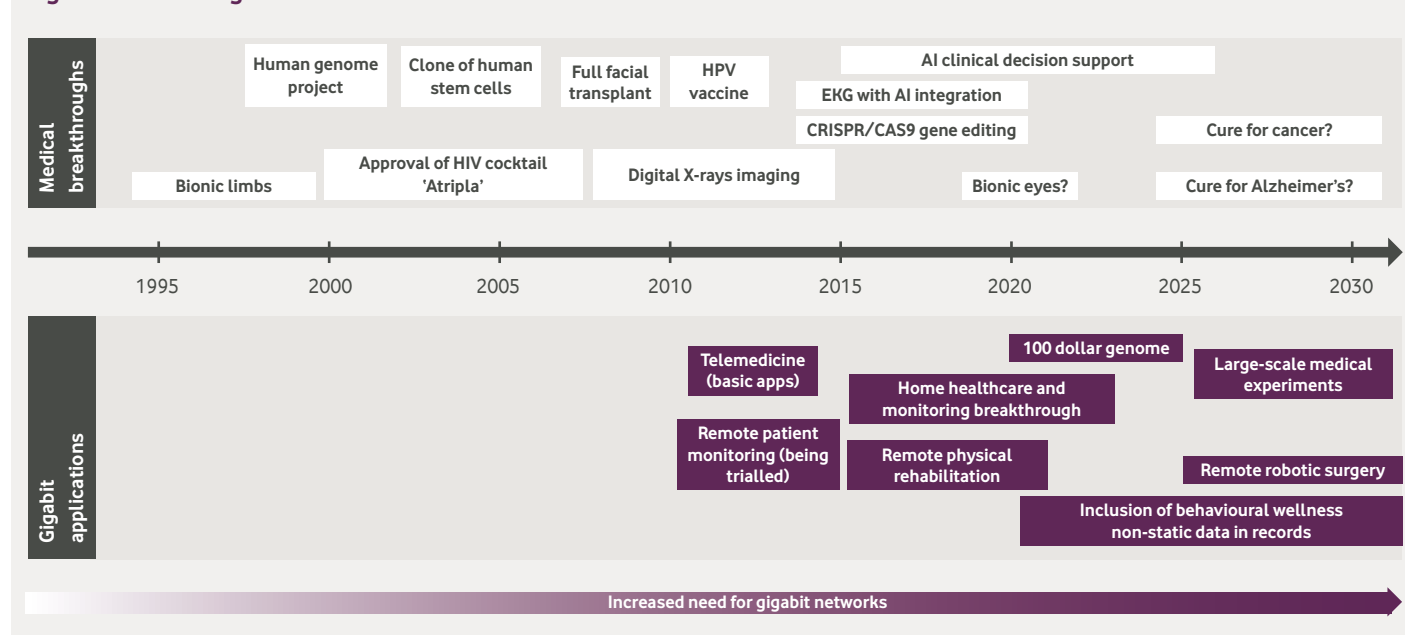 Medical
breakthroughs
Human genome
project
Clone of human
stem cells
Full facial
transplant
HPV
vaccine
AI clinical decision support
EKG with AI integration
CRISPR/CAS9 gene editing
Cure for cancer?
Bionic limbs
Approval of HIV cocktail
'Atripla'
Digital X-rays imaging
Bionic eyes?
Cure for Alzheimer's?
1995 2000 2005 2010 2015 2020 2025 2030
Gigabit
applications
Telemedicine
(basic apps)
100 dollar genome
Large-scale medical
experiments
Home healthcare and
monitoring breakthrough
Remote patient
monitoring (being
trialled)
Remote physical
rehabilitation
Remote robotic surgery
Inclusion of behavioural wellness
non-static data in records
Increased need for gigabit networks